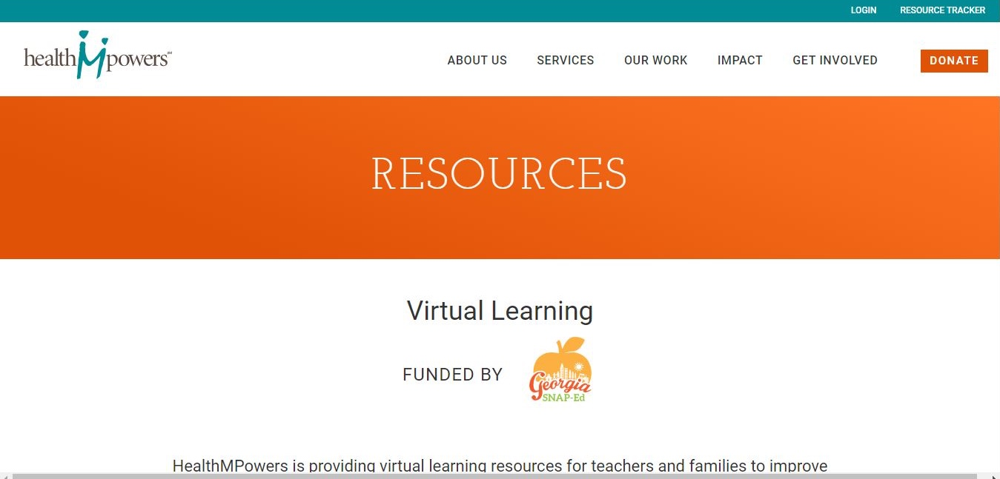 LOGIN RESOURCE TRACKER
healthMpowers℠
ABOUT US SERVICES OUR WORK IMPACT GET INVOLVED DONATE
RESOURCES
Virtual Learning
FUNDED BY
Georgia
SNAP-Ed
HealthMPowers is providing virtual learning resources for teachers and families to improve